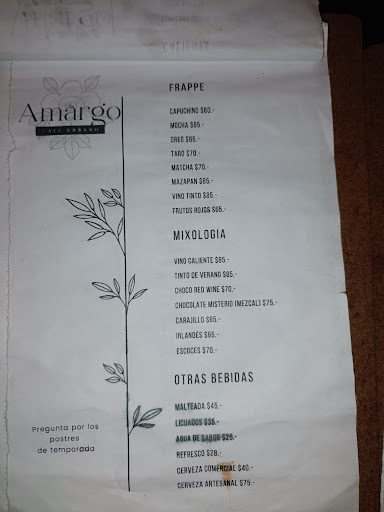 Amargo
CAFÉ URBANO
FRAPPE
CAPUCHINO $60.-
MOCHA $65.-
OREO $65.-
TARO $70.-
MATCHA $70.-
MAZAPAN $65.-
VINO TINTO $85.-
FRUTOS ROJOS $65.-
MIXOLOGIA
VINO CALIENTE $65.-
TINTO DE VERANO $65.-
CHOCO RED WINE $70.-
CHOCOLATE MISTERIO (MEZCAL) $75.-
CARAJILLO $65.-
IRLANDÉS $65.-
ESCOCES $70.-
OTRAS BEBIDAS
MALTEADA $45.-
LICUADOS $35.-
AGUA DE SABOR $25.-
REFRESCO $28.-
CERVEZA COMERCIAL $40.-
CERVEZA ARTESANAL $75.-
Pregunta por los
postres
de temporada